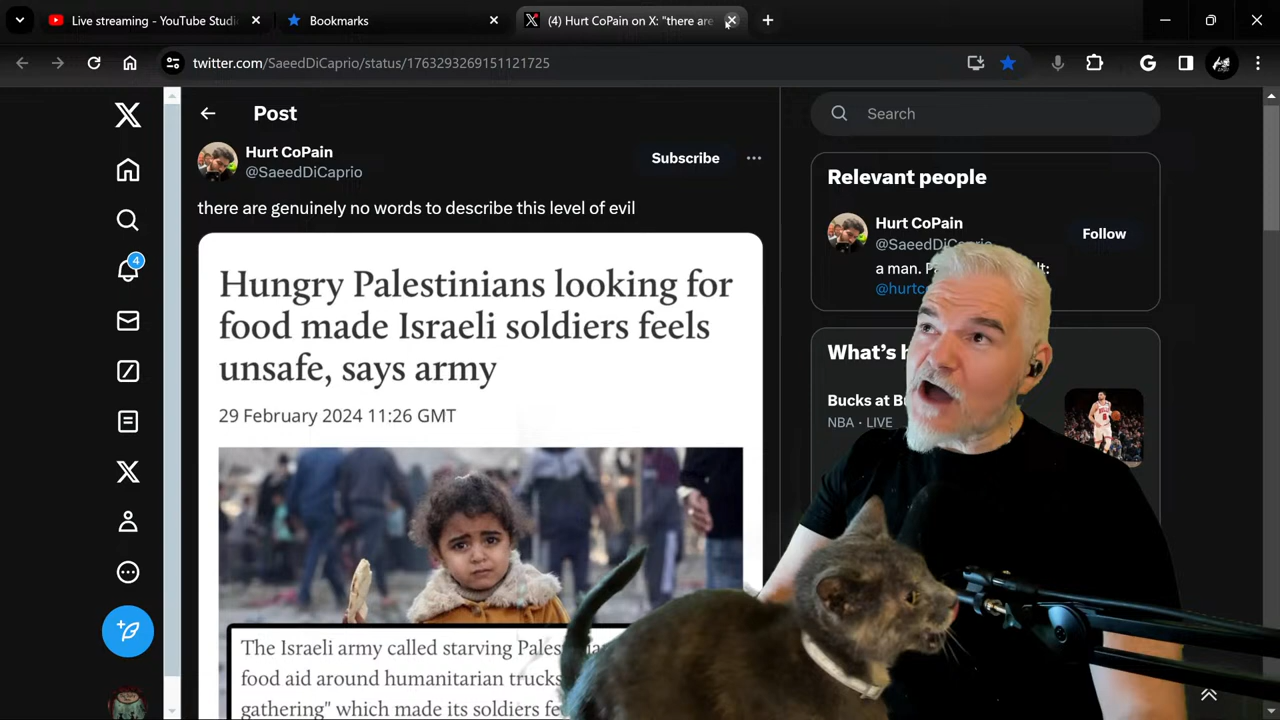 Live streaming - YouTube Studi
Bookmarks
(4) Hurt CoPain on X: "there are
twitter.com/SaeedDiCaprio/status/1763293269151121725
Post
Hurt CoPain
@SaeedDiCaprio
Subscribe
there are genuinely no words to describe this level of evil
Hungry Palestinians looking for
food made Israeli soldiers feels
unsafe, says army
29 February 2024 11:26 GMT
The Israeli army called starving
food aid around humanitarian trucks
gathering" which made its soldiers
4
Search
Relevant people
Hurt CoPain
@SaeedDiCaprio
Follow
a man.
What's
Bucks at
NBA · LIVE